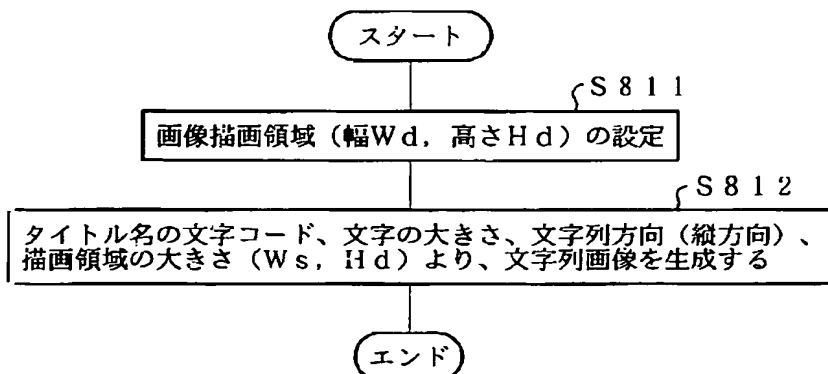 スタート
S811
画像描画領域（幅Wd，高さHd）の設定
S812
タイトル名の文字コード、文字の大きさ、文字列方向（縦方向）、
描画領域の大きさ（Ws，Hd）より、文字列画像を生成する
エンド